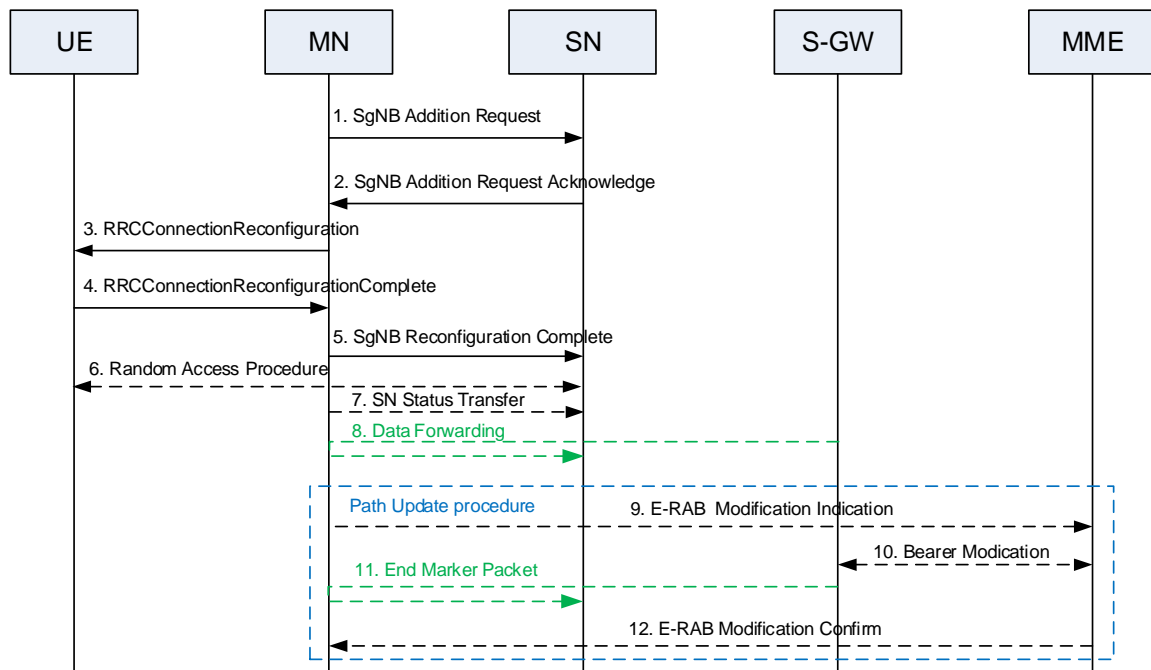 UE
MN
SN
S-GW
MME
1. SgNB Addition Request
2. SgNB Addition Request Acknowledge
3. RRCConnectionReconfiguration
4. RRCConnectionReconfigurationComplete
5. SgNB Reconfiguration Complete
6. Random Access Procedure
7. SN Status Transfer
8. Data Forwarding
Path Update procedure
9. E-RAB Modification Indication
10. Bearer Modication
11. End Marker Packet
12. E-RAB Modification Confirm